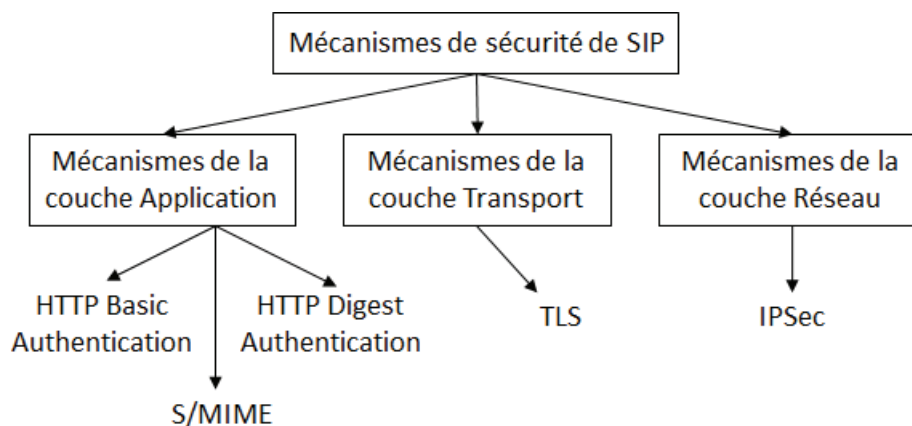 Mécanismes de sécurité de SIP
Mécanismes de la
couche Application
Mécanismes de la
couche Transport
Mécanismes de la
couche Réseau
HTTP Basic
Authentication
HTTP Digest
Authentication
S/MIME
TLS
IPSec